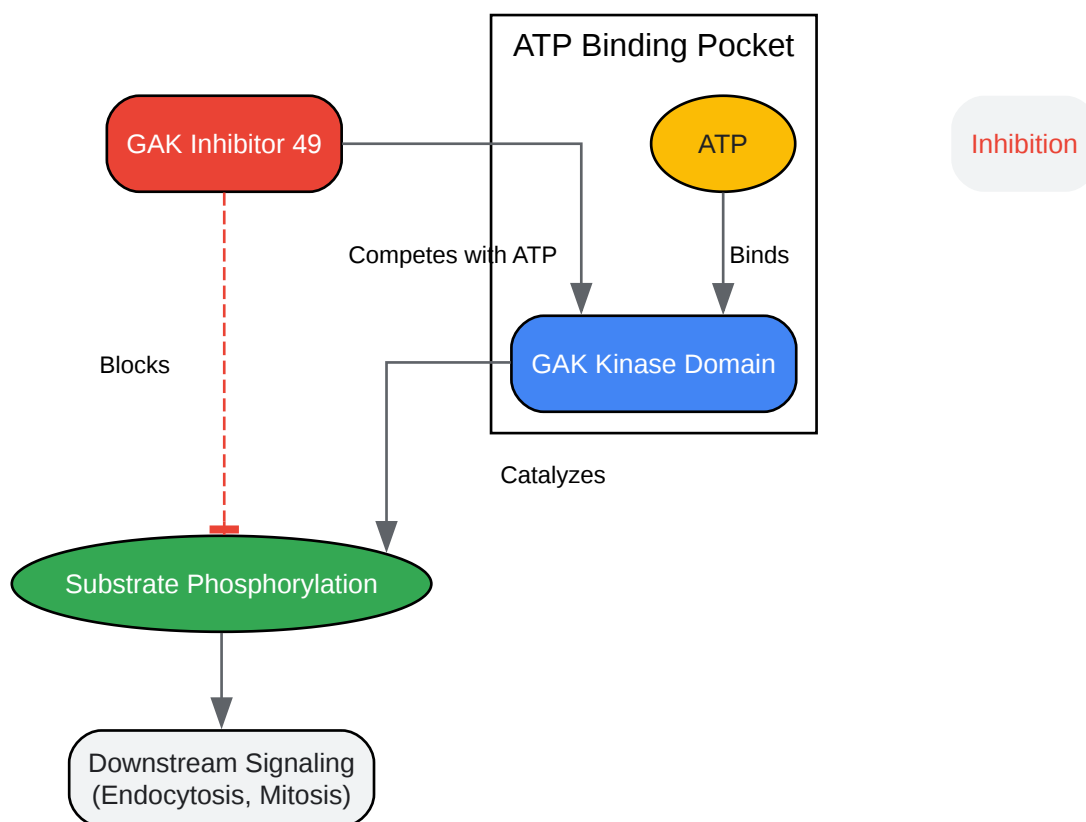 ATP Binding Pocket
GAK Inhibitor 49
ATP
Inhibition
Competes with ATP
Binds
Blocks
GAK Kinase Domain
Catalyzes
Substrate Phosphorylation
Downstream Signaling
(Endocytosis, Mitosis)